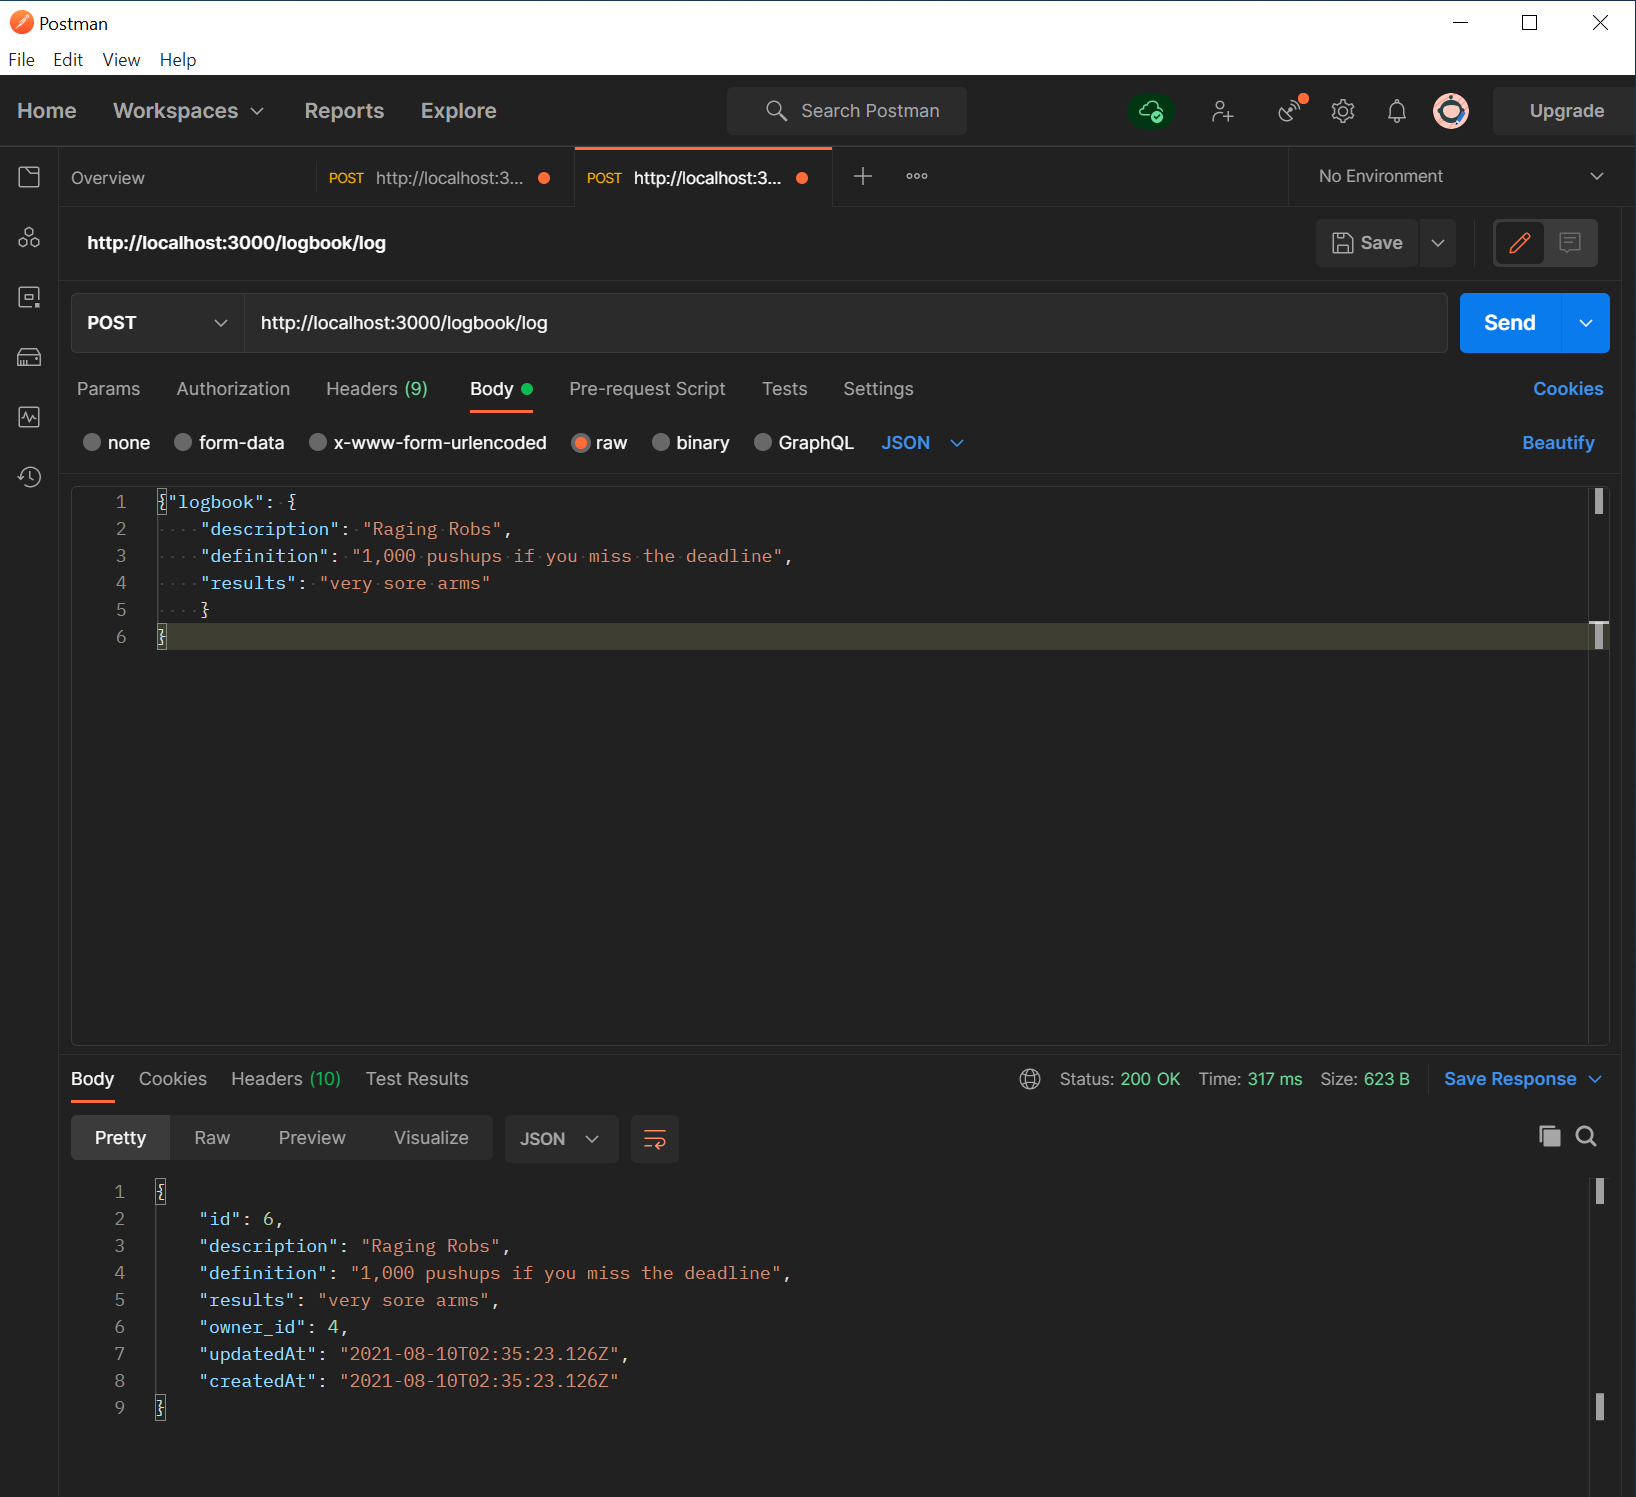 Postman
File Edit View Help
Home Workspaces Reports Explore Search Postman Upgrade
Overview POST http://localhost:3... POST http://localhost:3... No Environment
http://localhost:3000/logbook/log Save
POST http://localhost:3000/logbook/log Send
Params Authorization Headers (9) Body Pre-request Script Tests Settings Cookies
none form-data x-www-form-urlencoded raw binary GraphQL JSON Beautify
1 {"logbook": {
2 "description": "Raging Robs",
3 "definition": "1,000 pushups if you miss the deadline",
4 "results": "very sore arms"
5 }
6 }
Body Cookies Headers (10) Test Results Status: 200 OK Time: 317 ms Size: 623 B Save Response
Pretty Raw Preview Visualize JSON
1 {
2 "id": 6,
3 "description": "Raging Robs",
4 "definition": "1,000 pushups if you miss the deadline",
5 "results": "very sore arms",
6 "owner_id": 4,
7 "updatedAt": "2021-08-10T02:35:23.126Z",
8 "createdAt": "2021-08-10T02:35:23.126Z"
9 }